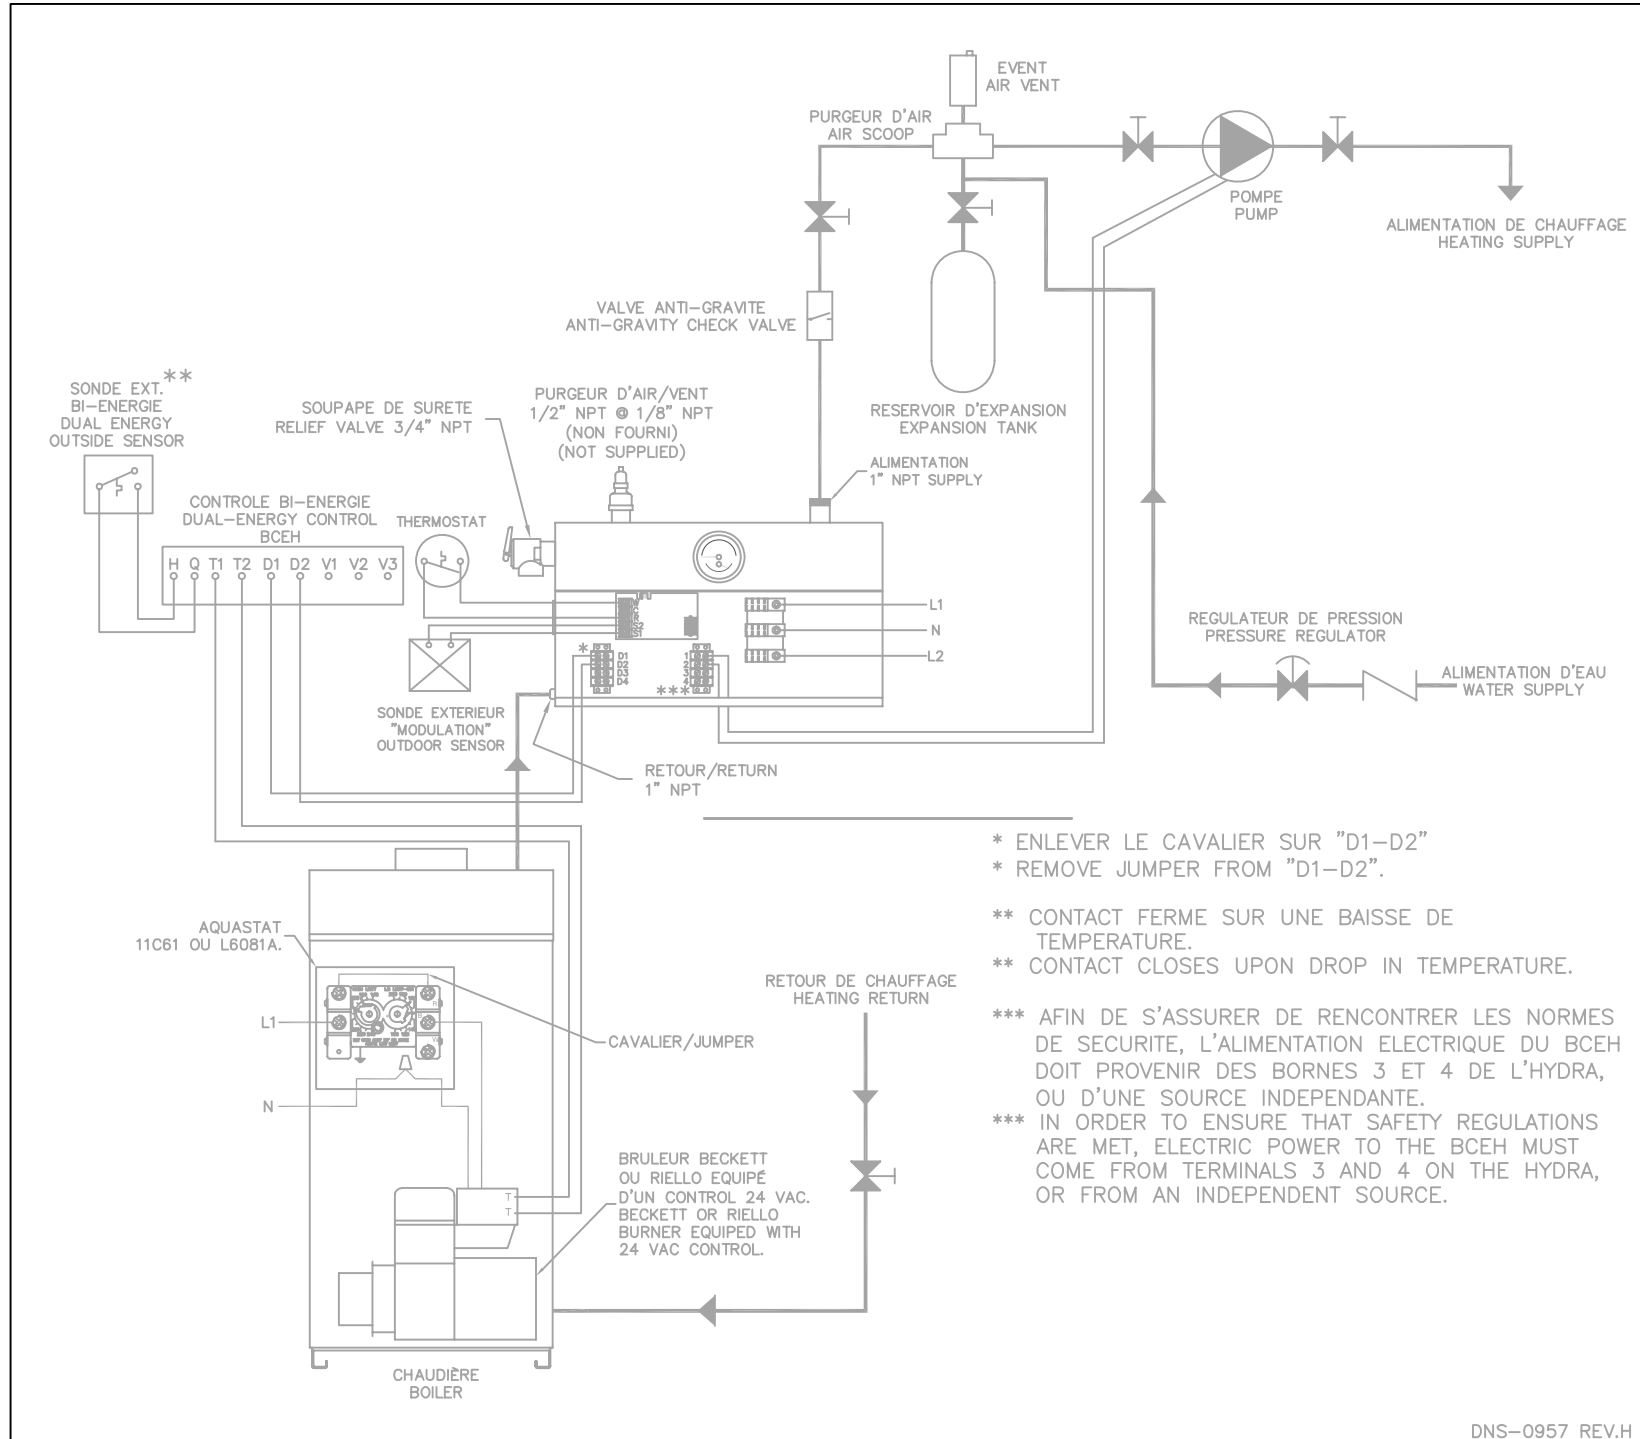 EVENT
AIR VENT
PURGEUR D'AIR
AIR SCOOP
POMPE
PUMP
ALIMENTATION DE CHAUFFAGE
HEATING SUPPLY
VALVE ANTI-GRAVITE
ANTI-GRAVITY CHECK VALVE
SONDE EXT. **
BI-ENERGIE
DUAL ENERGY
OUTSIDE SENSOR
SOUPAPE DE SURETE
RELIEF VALVE 3/4" NPT
PURGEUR D'AIR/VENT
1/2" NPT @ 1/8" NPT
(NON FOURNI)
(NOT SUPPLIED)
RESERVOIR D'EXPANSION
EXPANSION TANK
ALIMENTATION
1" NPT SUPPLY
CONTROLE BI-ENERGIE
DUAL-ENERGY CONTROL
BCEH
THERMOSTAT
H Q T1 T2 D1 D2 V1 V2 V3
W
C
R
S2
S1
L1
N
L2
*
D1
D2
D3
D4
1
2
3
4
***
REGULATEUR DE PRESSION
PRESSURE REGULATOR
ALIMENTATION D'EAU
WATER SUPPLY
SONDE EXTERIEUR
"MODULATION"
OUTDOOR SENSOR
RETOUR/RETURN
1" NPT
* ENLEVER LE CAVALIER SUR "D1-D2"
* REMOVE JUMPER FROM "D1-D2".
** CONTACT FERME SUR UNE BAISSE DE
TEMPERATURE.
** CONTACT CLOSES UPON DROP IN TEMPERATURE.
*** AFIN DE S'ASSURER DE RENCONTRER LES NORMES
DE SECURITE, L'ALIMENTATION ELECTRIQUE DU BCEH
DOIT PROVENIR DES BORNES 3 ET 4 DE L'HYDRA,
OU D'UNE SOURCE INDEPENDANTE.
*** IN ORDER TO ENSURE THAT SAFETY REGULATIONS
ARE MET, ELECTRIC POWER TO THE BCEH MUST
COME FROM TERMINALS 3 AND 4 ON THE HYDRA,
OR FROM AN INDEPENDENT SOURCE.
AQUASTAT
11C61 OU L6081A.
L1
N
CAVALIER/JUMPER
RETOUR DE CHAUFFAGE
HEATING RETURN
BRULEUR BECKETT
OU RIELLO EQUIPÉ
D'UN CONTROL 24 VAC.
BECKETT OR RIELLO
BURNER EQUIPED WITH
24 VAC CONTROL.
T
T
CHAUDIÈRE
BOILER
DNS-0957 REV.H